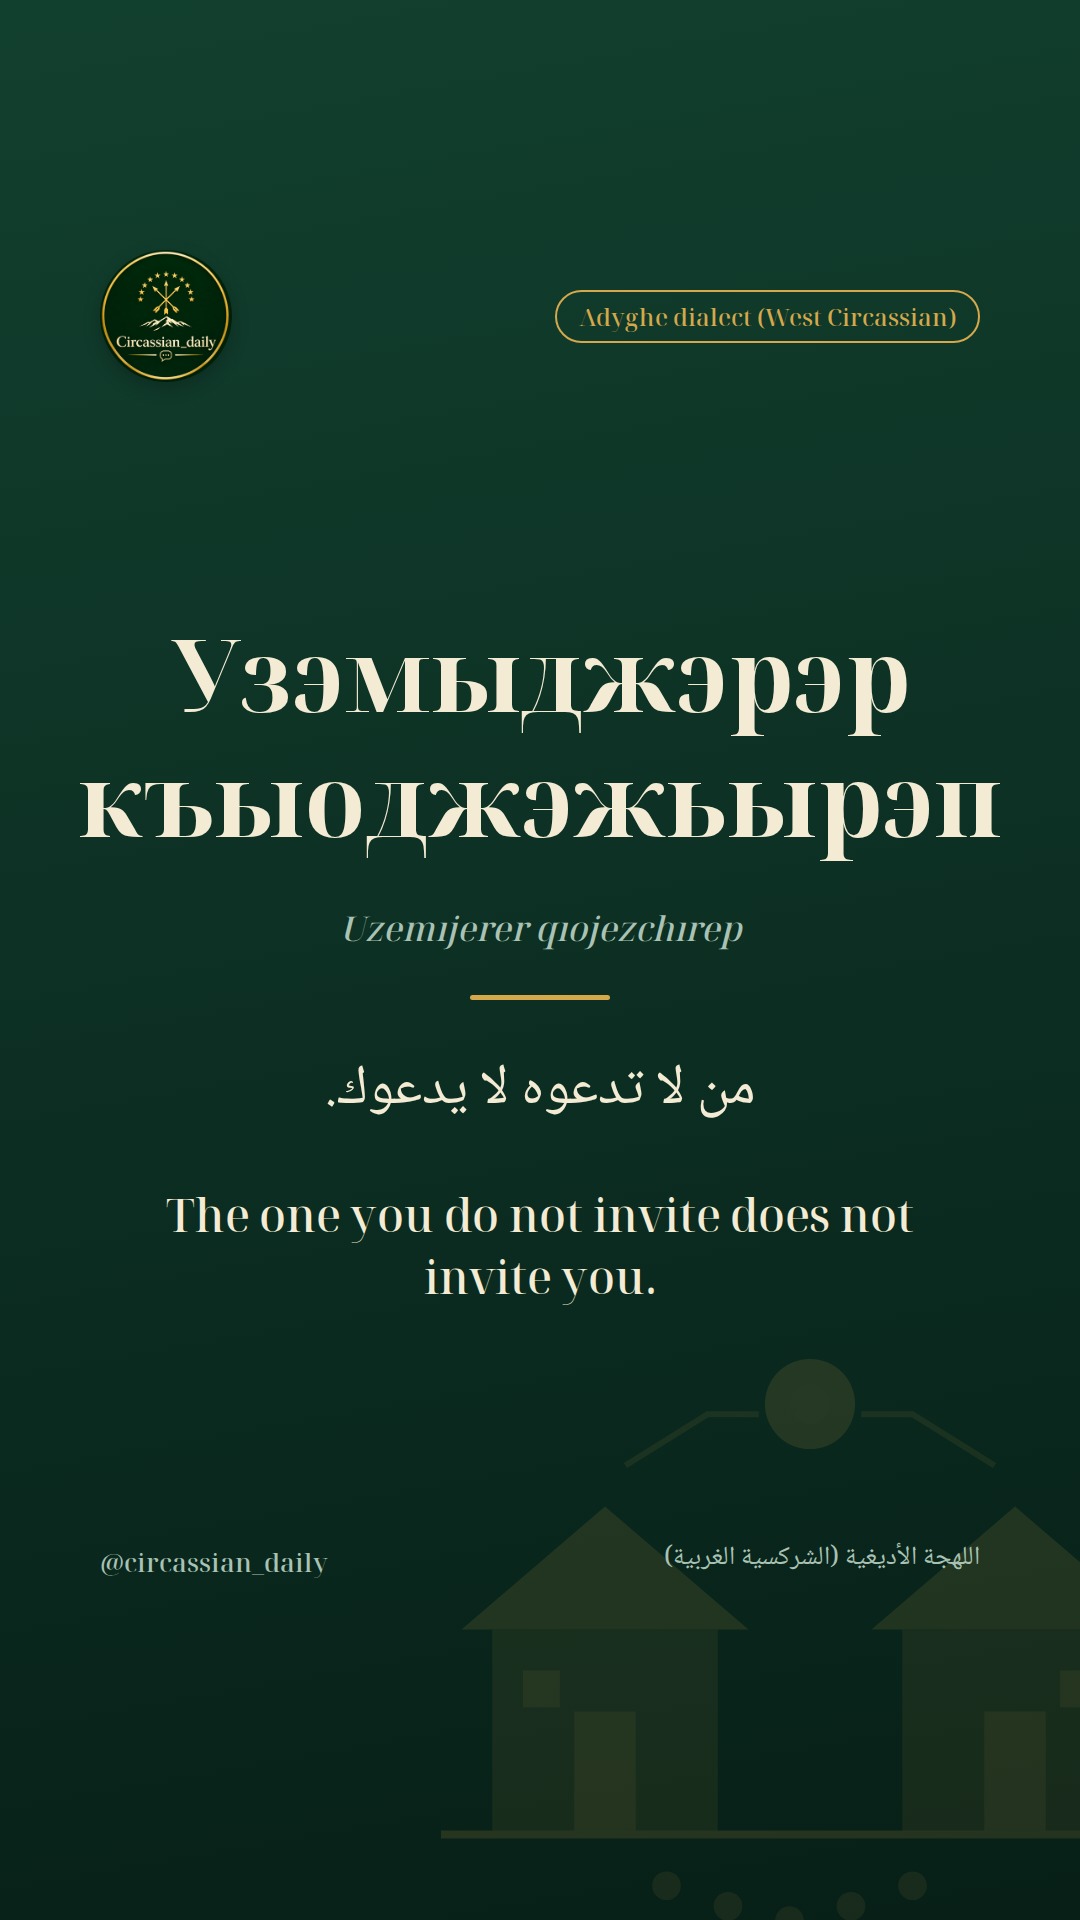 Circassian_daily
Adyghe dialect (West Circassian)
Узэмыджэрэр
къыоджэжьырэп
Uzemıjerer qıojezchırep
من لا تدعوه لا يدعوك.
The one you do not invite does not
invite you.
@circassian_daily
اللهجة الأديغية (الشركسية الغربية)